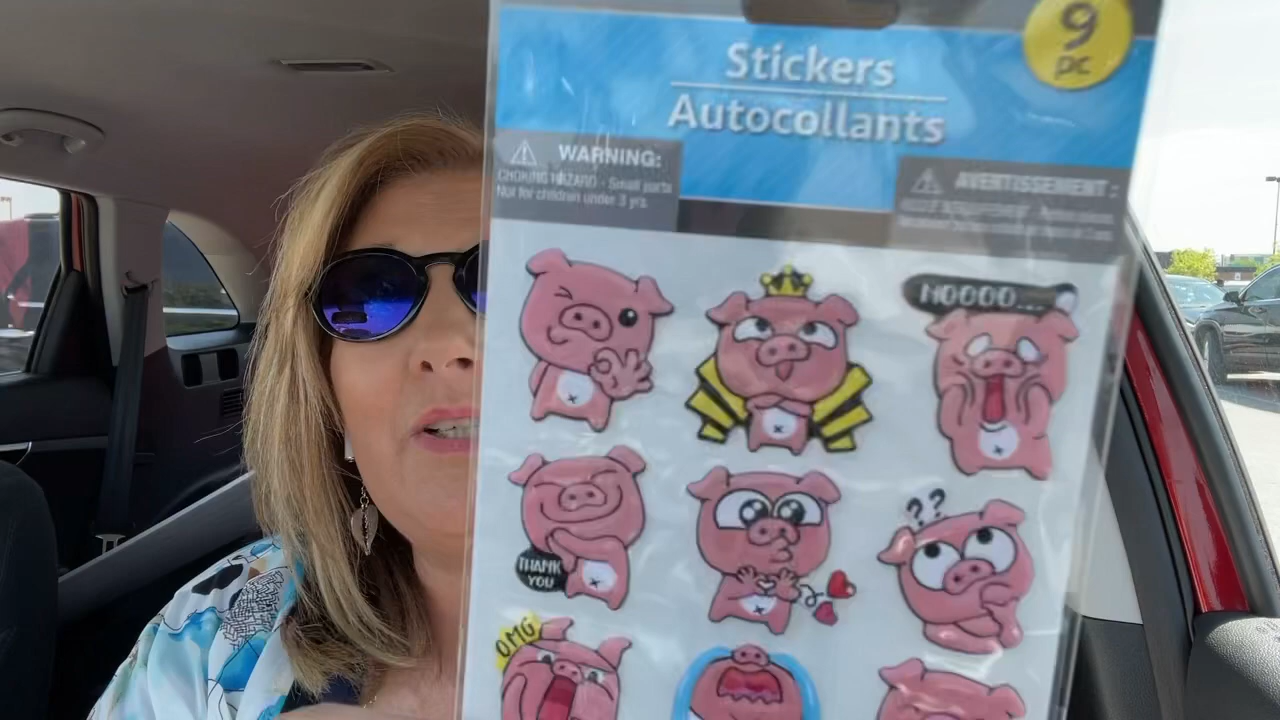 9
pc
Stickers
Autocollants
WARNING:
CHOKING HAZARD - Small parts
Not for children under 3 yrs.
AVERTISSEMENT :
NOOOO...
THANK
YOU
??
OMG